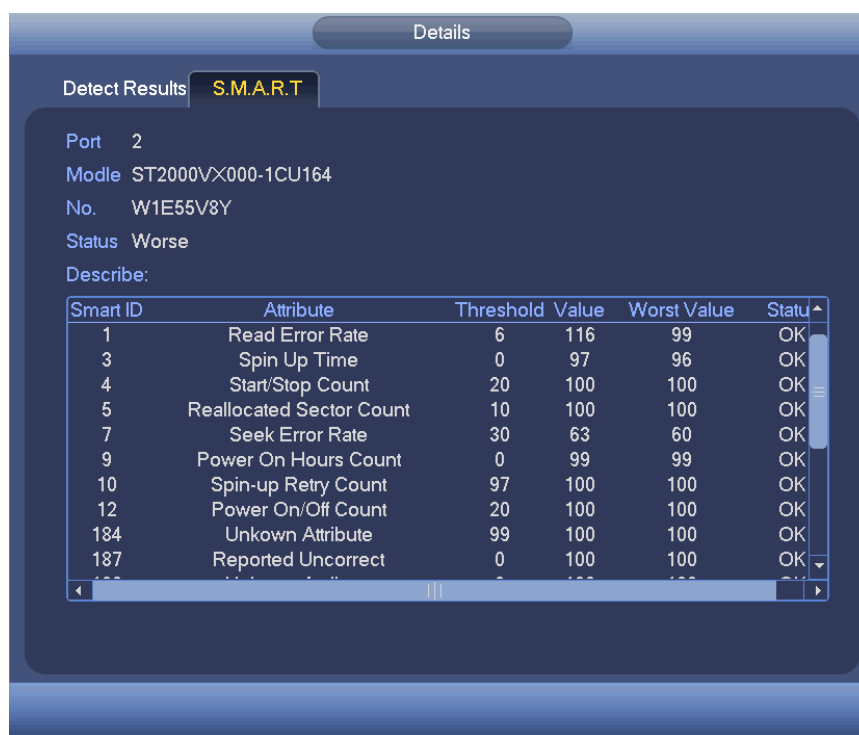 Details
Detect Results S.M.A.R.T
Port 2
Modle ST2000VX000-1CU164
No. W1E55V8Y
Status Worse
Describe:
Smart ID Attribute Threshold Value Worst Value Statu
1 Read Error Rate 6 116 99 OK
3 Spin Up Time 0 97 96 OK
4 Start/Stop Count 20 100 100 OK
5 Reallocated Sector Count 10 100 100 OK
7 Seek Error Rate 30 63 60 OK
9 Power On Hours Count 0 99 99 OK
10 Spin-up Retry Count 97 100 100 OK
12 Power On/Off Count 20 100 100 OK
184 Unkown Attribute 99 100 100 OK
187 Reported Uncorrect 0 100 100 OK